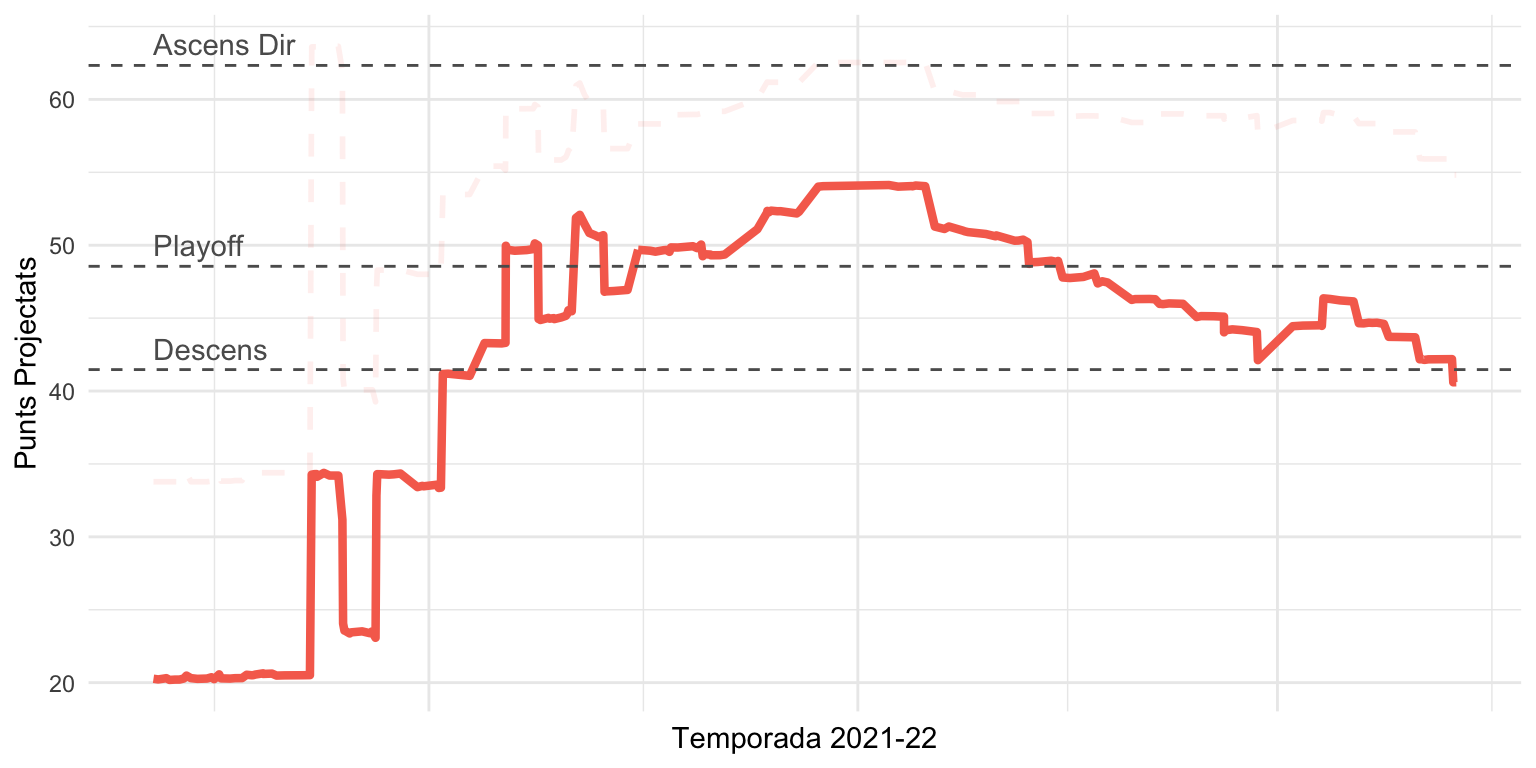 Ascens Dir
60
Playoff
50
Descens
40
30
20
Punts Projectats
Temporada 2021-22